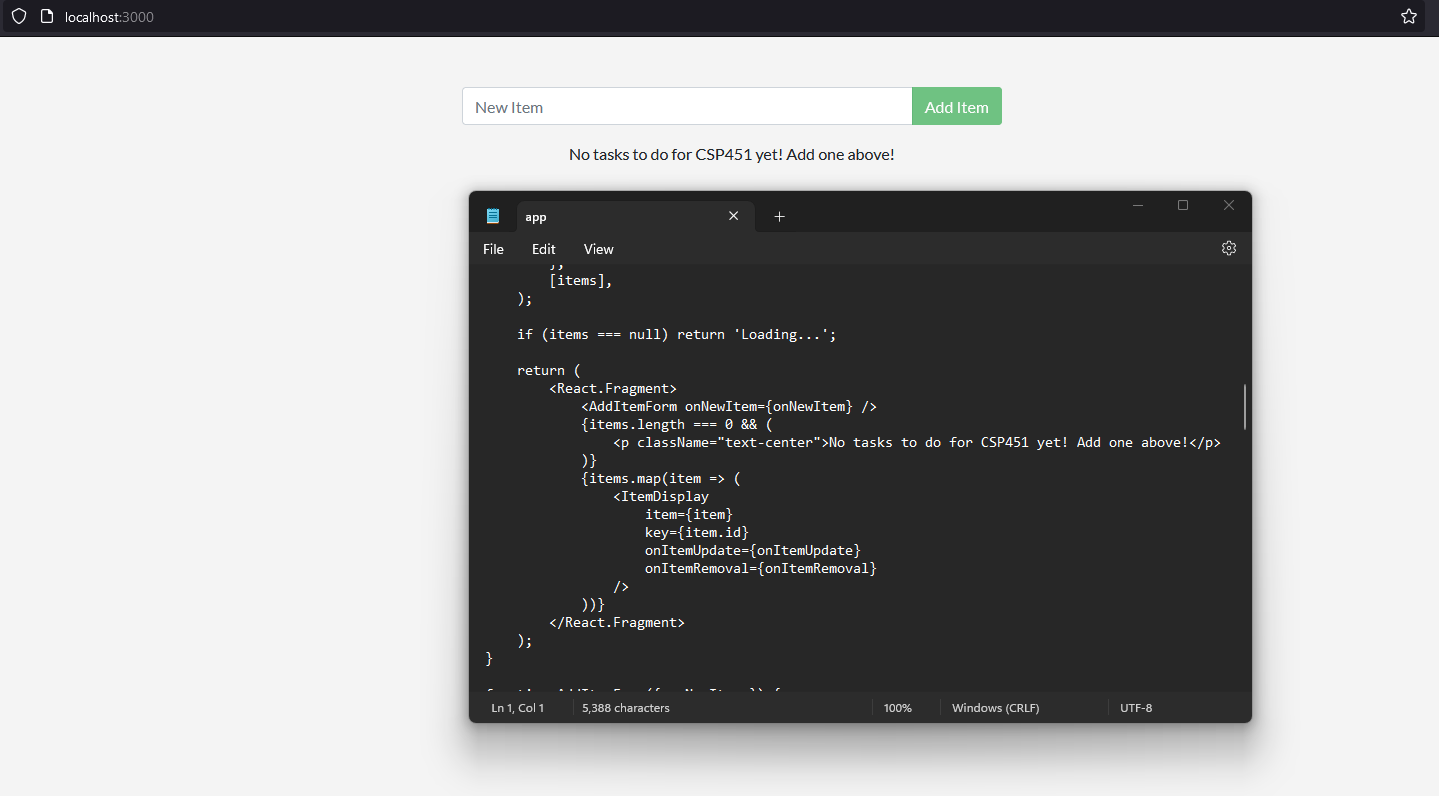 localhost:3000
New Item
Add Item
No tasks to do for CSP451 yet! Add one above!
app
File Edit View
        [items],
    );

    if (items === null) return 'Loading...';

    return (
        <React.Fragment>
            <AddItemForm onNewItem={onNewItem} />
            {items.length === 0 && (
                <p className="text-center">No tasks to do for CSP451 yet! Add one above!</p>
            )}
            {items.map(item => (
                <ItemDisplay
                    item={item}
                    key={item.id}
                    onItemUpdate={onItemUpdate}
                    onItemRemoval={onItemRemoval}
                />
            ))}
        </React.Fragment>
    );
}
Ln 1, Col 1
5,388 characters
100%
Windows (CRLF)
UTF-8